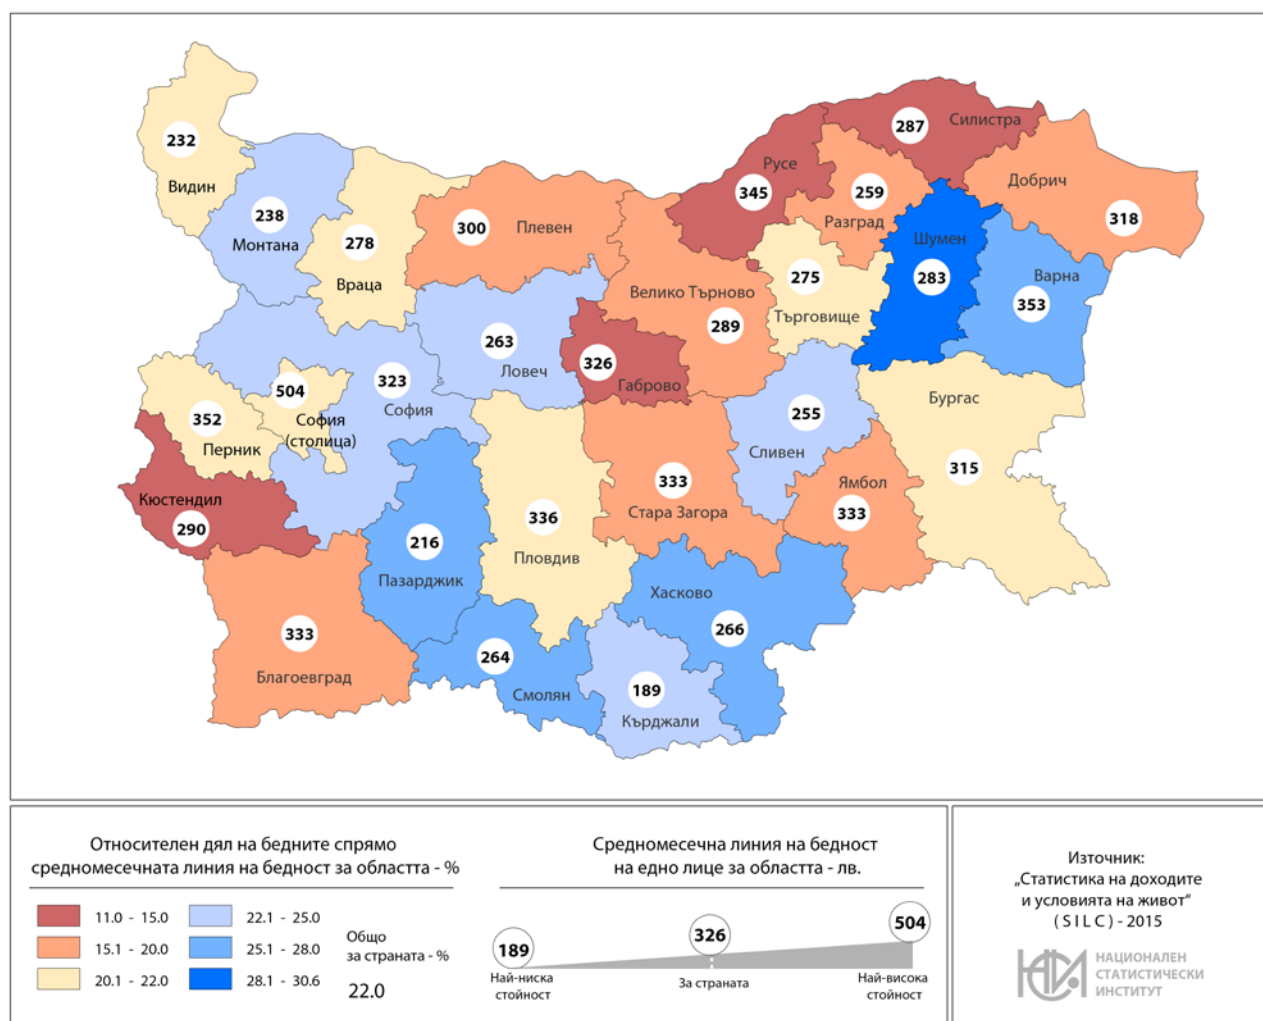 232
Видин
238
Монтана
278
Враца
300
Плевен
Русе
345
287
Силистра
259
Разград
Добрич
318
Шумен
283
Варна
353
275
Търговище
Велико Търново
289
263
Ловеч
326
Габрово
504
София
(столица)
323
София
352
Перник
Кюстендил
290
255
Сливен
Бургас
315
Ямбол
333
333
Стара Загора
336
Пловдив
216
Пазарджик
Хасково
266
333
Благоевград
264
Смолян
189
Кърджали
Относителен дял на бедните спрямо
средномесечната линия на бедност за областта - %
11.0 - 15.0
15.1 - 20.0
20.1 - 22.0
22.1 - 25.0
25.1 - 28.0
28.1 - 30.6
Общо
за страната - %
22.0
Средномесечна линия на бедност
на едно лице за областта - лв.
189
326
504
Най-ниска
стойност
За страната
Най-висока
стойност
Източник:
„Статистика на доходите
и условията на живот“
( S I L C ) - 2015
НСИ
НАЦИОНАЛЕН
СТАТИСТИЧЕСКИ
ИНСТИТУТ